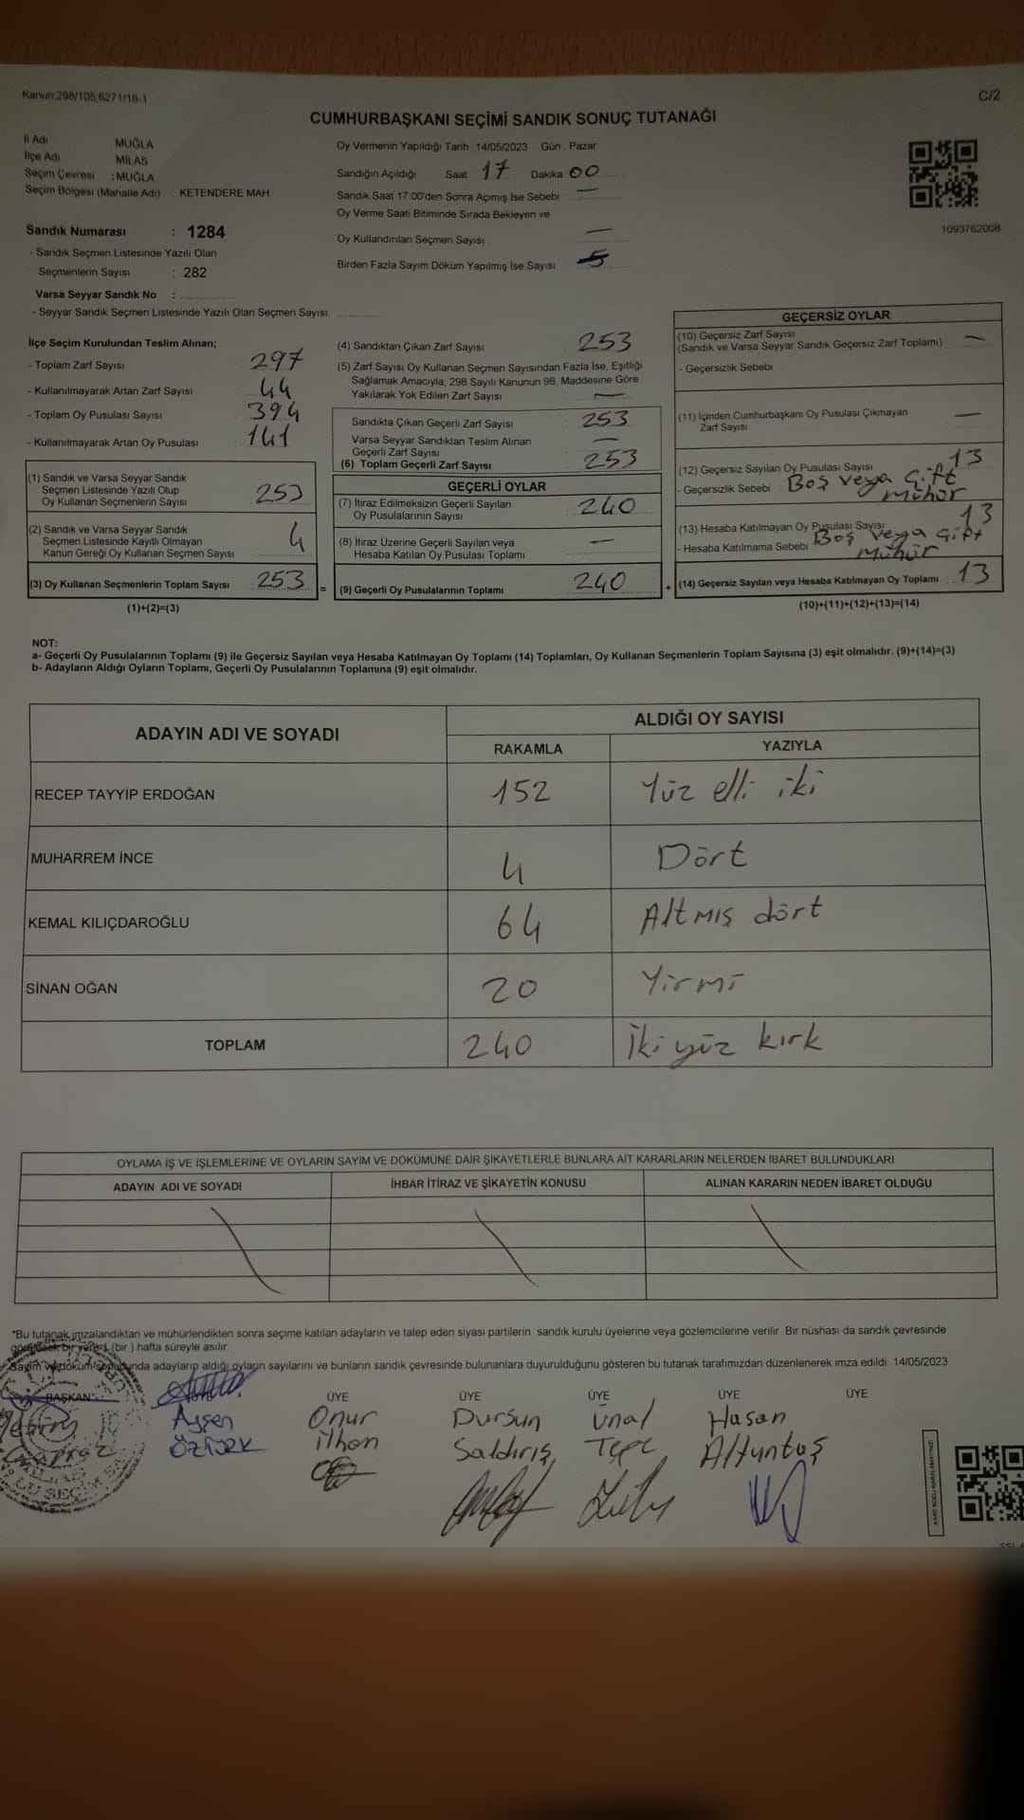 Kanun:298/105,6271/16-1
C/2
CUMHURBAŞKANI SEÇİMİ SANDIK SONUÇ TUTANAĞI
İl Adı MUĞLA
İlçe Adı MİLAS
Seçim Çevresi :MUĞLA
Seçim Bölgesi (Mahalle Adı) KETENDERE MAH.
Sandık Numarası : 1284
- Sandık Seçmen Listesinde Yazılı Olan
Seçmenlerin Sayısı : 282
Varsa Seyyar Sandık No :
- Seyyar Sandık Seçmen Listesinde Yazılı Olan Seçmen Sayısı
Oy Vermenin Yapıldığı Tarih 14/05/2023 Gün Pazar
Sandığın Açıldığı Saat 17 Dakika 00
Sandık Saat 17:00'den Sonra Açmış İse Sebebi —
Oy Verme Saati Bitiminde Sırada Bekleyen ve
Oy Kullandırılan Seçmen Sayısı —
Birden Fazla Sayım Döküm Yapılmış İse Sayısı 5
1093762008
İlçe Seçim Kurulundan Teslim Alınan;
- Toplam Zarf Sayısı 297
- Kullanılmayarak Artan Zarf Sayısı 44
- Toplam Oy Pusulası Sayısı 394
- Kullanılmayarak Artan Oy Pusulası 141
(1) Sandık ve Varsa Seyyar Sandık
Seçmen Listesinde Yazılı Olup
Oy Kullanan Seçmenlerin Sayısı 253
(2) Sandık ve Varsa Seyyar Sandık
Seçmen Listesinde Kayıtlı Olmayan
Kanun Gereği Oy Kullanan Seçmen Sayısı 4
(3) Oy Kullanan Seçmenlerin Toplam Sayısı 253 =
(1)+(2)=(3)
(4) Sandıktan Çıkan Zarf Sayısı 253
(5) Zarf Sayısı Oy Kullanan Seçmen Sayısından Fazla İse, Eşitliği
Sağlamak Amacıyla, 298 Sayılı Kanunun 98. Maddesine Göre
Yakılarak Yok Edilen Zarf Sayısı —
Sandıkta Çıkan Geçerli Zarf Sayısı 253
Varsa Seyyar Sandıktan Teslim Alınan
Geçerli Zarf Sayısı —
(6) Toplam Geçerli Zarf Sayısı 253
GEÇERLİ OYLAR
(7) İtiraz Edilmeksizin Geçerli Sayılan
Oy Pusulalarının Sayısı 240
(8) İtiraz Üzerine Geçerli Sayılan veya
Hesaba Katılan Oy Pusulası Toplamı —
(9) Geçerli Oy Pusulalarının Toplamı 240 +
GEÇERSİZ OYLAR
(10) Geçersiz Zarf Sayısı
(Sandık ve Varsa Seyyar Sandık Geçersiz Zarf Toplamı) —
- Geçersizlik Sebebi
(11) İçinden Cumhurbaşkanı Oy Pusulası Çıkmayan
Zarf Sayısı —
(12) Geçersiz Sayılan Oy Pusulası Sayısı 13
- Geçersizlik Sebebi Boş veya Çift
Mühür
(13) Hesaba Katılmayan Oy Pusulası Sayısı 13
- Hesaba Katılmama Sebebi Boş veya Çift
Mühür
(14) Geçersiz Sayılan veya Hesaba Katılmayan Oy Toplamı 13
(10)+(11)+(12)+(13)=(14)
NOT:
a- Geçerli Oy Pusulalarının Toplamı (9) ile Geçersiz Sayılan veya Hesaba Katılmayan Oy Toplamı (14) Toplamları, Oy Kullanan Seçmenlerin Toplam Sayısına (3) eşit olmalıdır. (9)+(14)=(3)
b- Adayların Aldığı Oyların Toplamı, Geçerli Oy Pusulalarının Toplamına (9) eşit olmalıdır.
ADAYIN ADI VE SOYADI
ALDIĞI OY SAYISI
RAKAMLA YAZIYLA
RECEP TAYYİP ERDOĞAN 152 Yüz elli iki
MUHARREM İNCE 4 Dört
KEMAL KILIÇDAROĞLU 64 Altmış dört
SİNAN OĞAN 20 Yirmi
TOPLAM 240 İki yüz kırk
OYLAMA İŞ VE İŞLEMLERİNE VE OYLARIN SAYIM VE DÖKÜMÜNE DAİR ŞİKAYETLERLE BUNLARA AİT KARARLARIN NELERDEN İBARET BULUNDUKLARI
ADAYIN ADI VE SOYADI İHBAR İTİRAZ VE ŞİKAYETİN KONUSU ALINAN KARARIN NEDEN İBARET OLDUĞU
*Bu tutanak imzalandıktan ve mühürlendikten sonra seçime katılan adayların ve talep eden siyasi partilerin sandık kurulu üyelerine veya gözlemcilerine verilir. Bir nüshası da sandık çevresinde
(bir) hafta süreyle asılır.
adayların aldığı oyların sayılarını ve bunların sandık çevresinde bulunanlara duyurulduğunu gösteren bu tutanak tarafımızdan düzenlenerek imza edildi. 14/05/2023
BAŞKAN ÜYE ÜYE ÜYE ÜYE ÜYE
Ayşen Onur Dursun Ünal Hasan
Özişek ilhan Saldırış Tepe Altuntaş